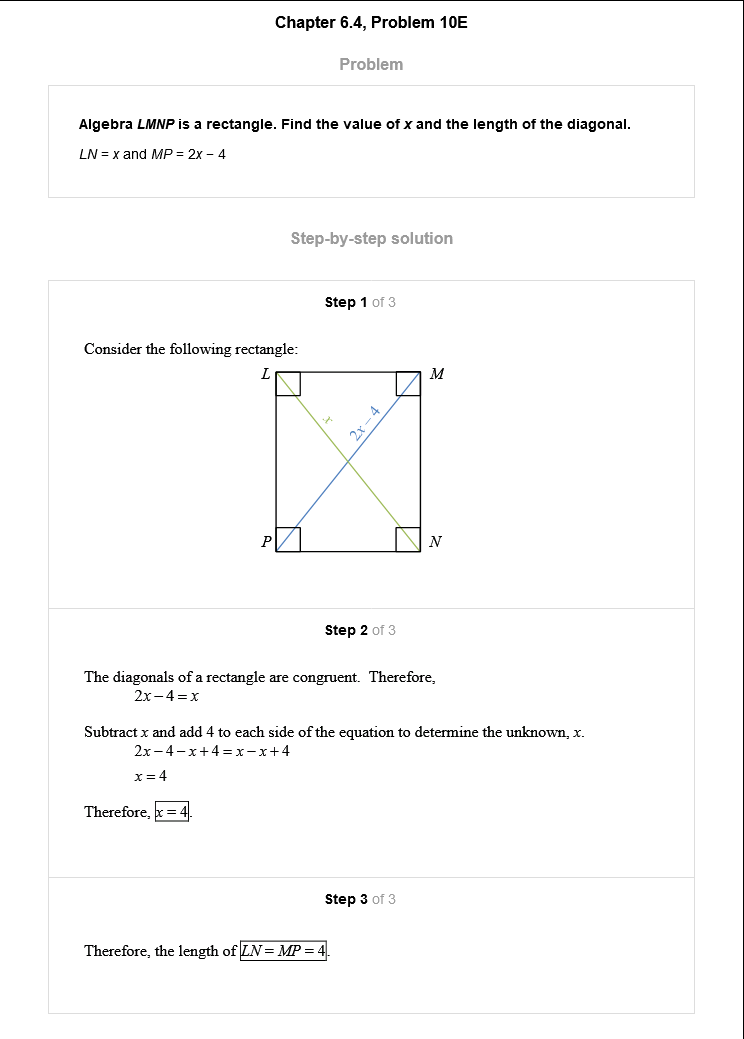 Chapter 6.4, Problem 10E
Problem
Algebra LMNP is a rectangle. Find the value of x and the length of the diagonal.
LN = x and MP = 2x − 4
Step-by-step solution
Step 1 of 3
Consider the following rectangle:
L
M
x
2x − 4
P
N
Step 2 of 3
The diagonals of a rectangle are congruent. Therefore,
2x − 4 = x
Subtract x and add 4 to each side of the equation to determine the unknown, x.
2x − 4 − x + 4 = x − x + 4
x = 4
Therefore, x = 4.
Step 3 of 3
Therefore, the length of LN = MP = 4.